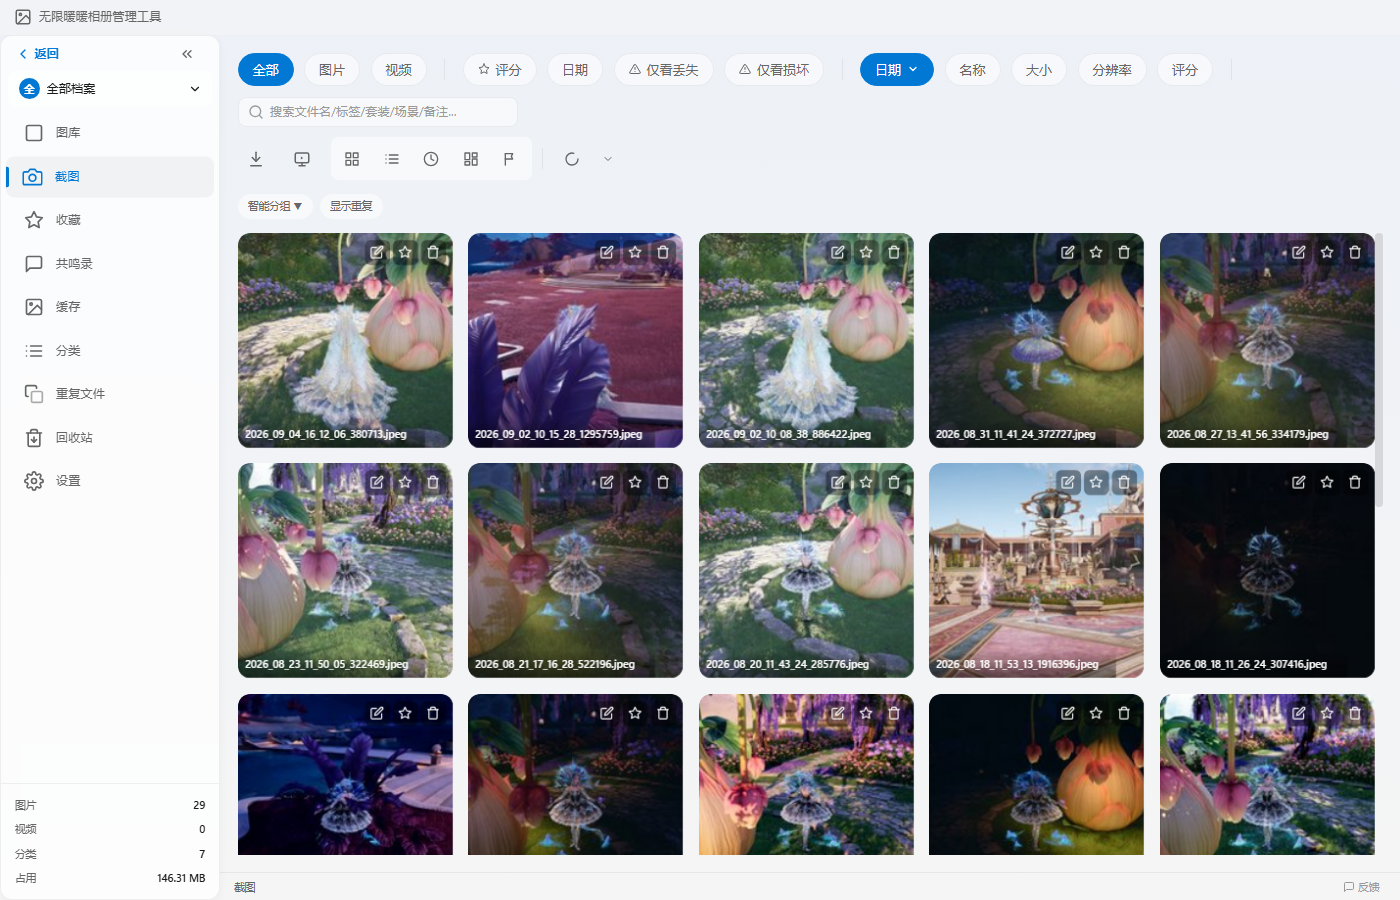 无限暖暖相册管理工具
返回
全 全部档案
图库
截图
收藏
共鸣录
缓存
分类
重复文件
回收站
设置
图片 29
视频 0
分类 7
占用 146.31 MB
全部 图片 视频 评分 日期 仅看丢失 仅看损坏 日期 名称 大小 分辨率 评分
搜索文件名/标签/套装/场景/备注...
智能分组▼ 显示重复
2026_09_04_16_12_06_380713.jpeg
2026_09_02_10_15_28_1295759.jpeg
2026_09_02_10_08_38_886422.jpeg
2026_08_31_11_41_24_372727.jpeg
2026_08_27_13_41_56_334179.jpeg
2026_08_23_11_50_05_322469.jpeg
2026_08_21_17_16_28_522196.jpeg
2026_08_20_11_43_24_285776.jpeg
2026_08_18_11_53_13_1916396.jpeg
2026_08_18_11_26_24_307416.jpeg
截图
反馈